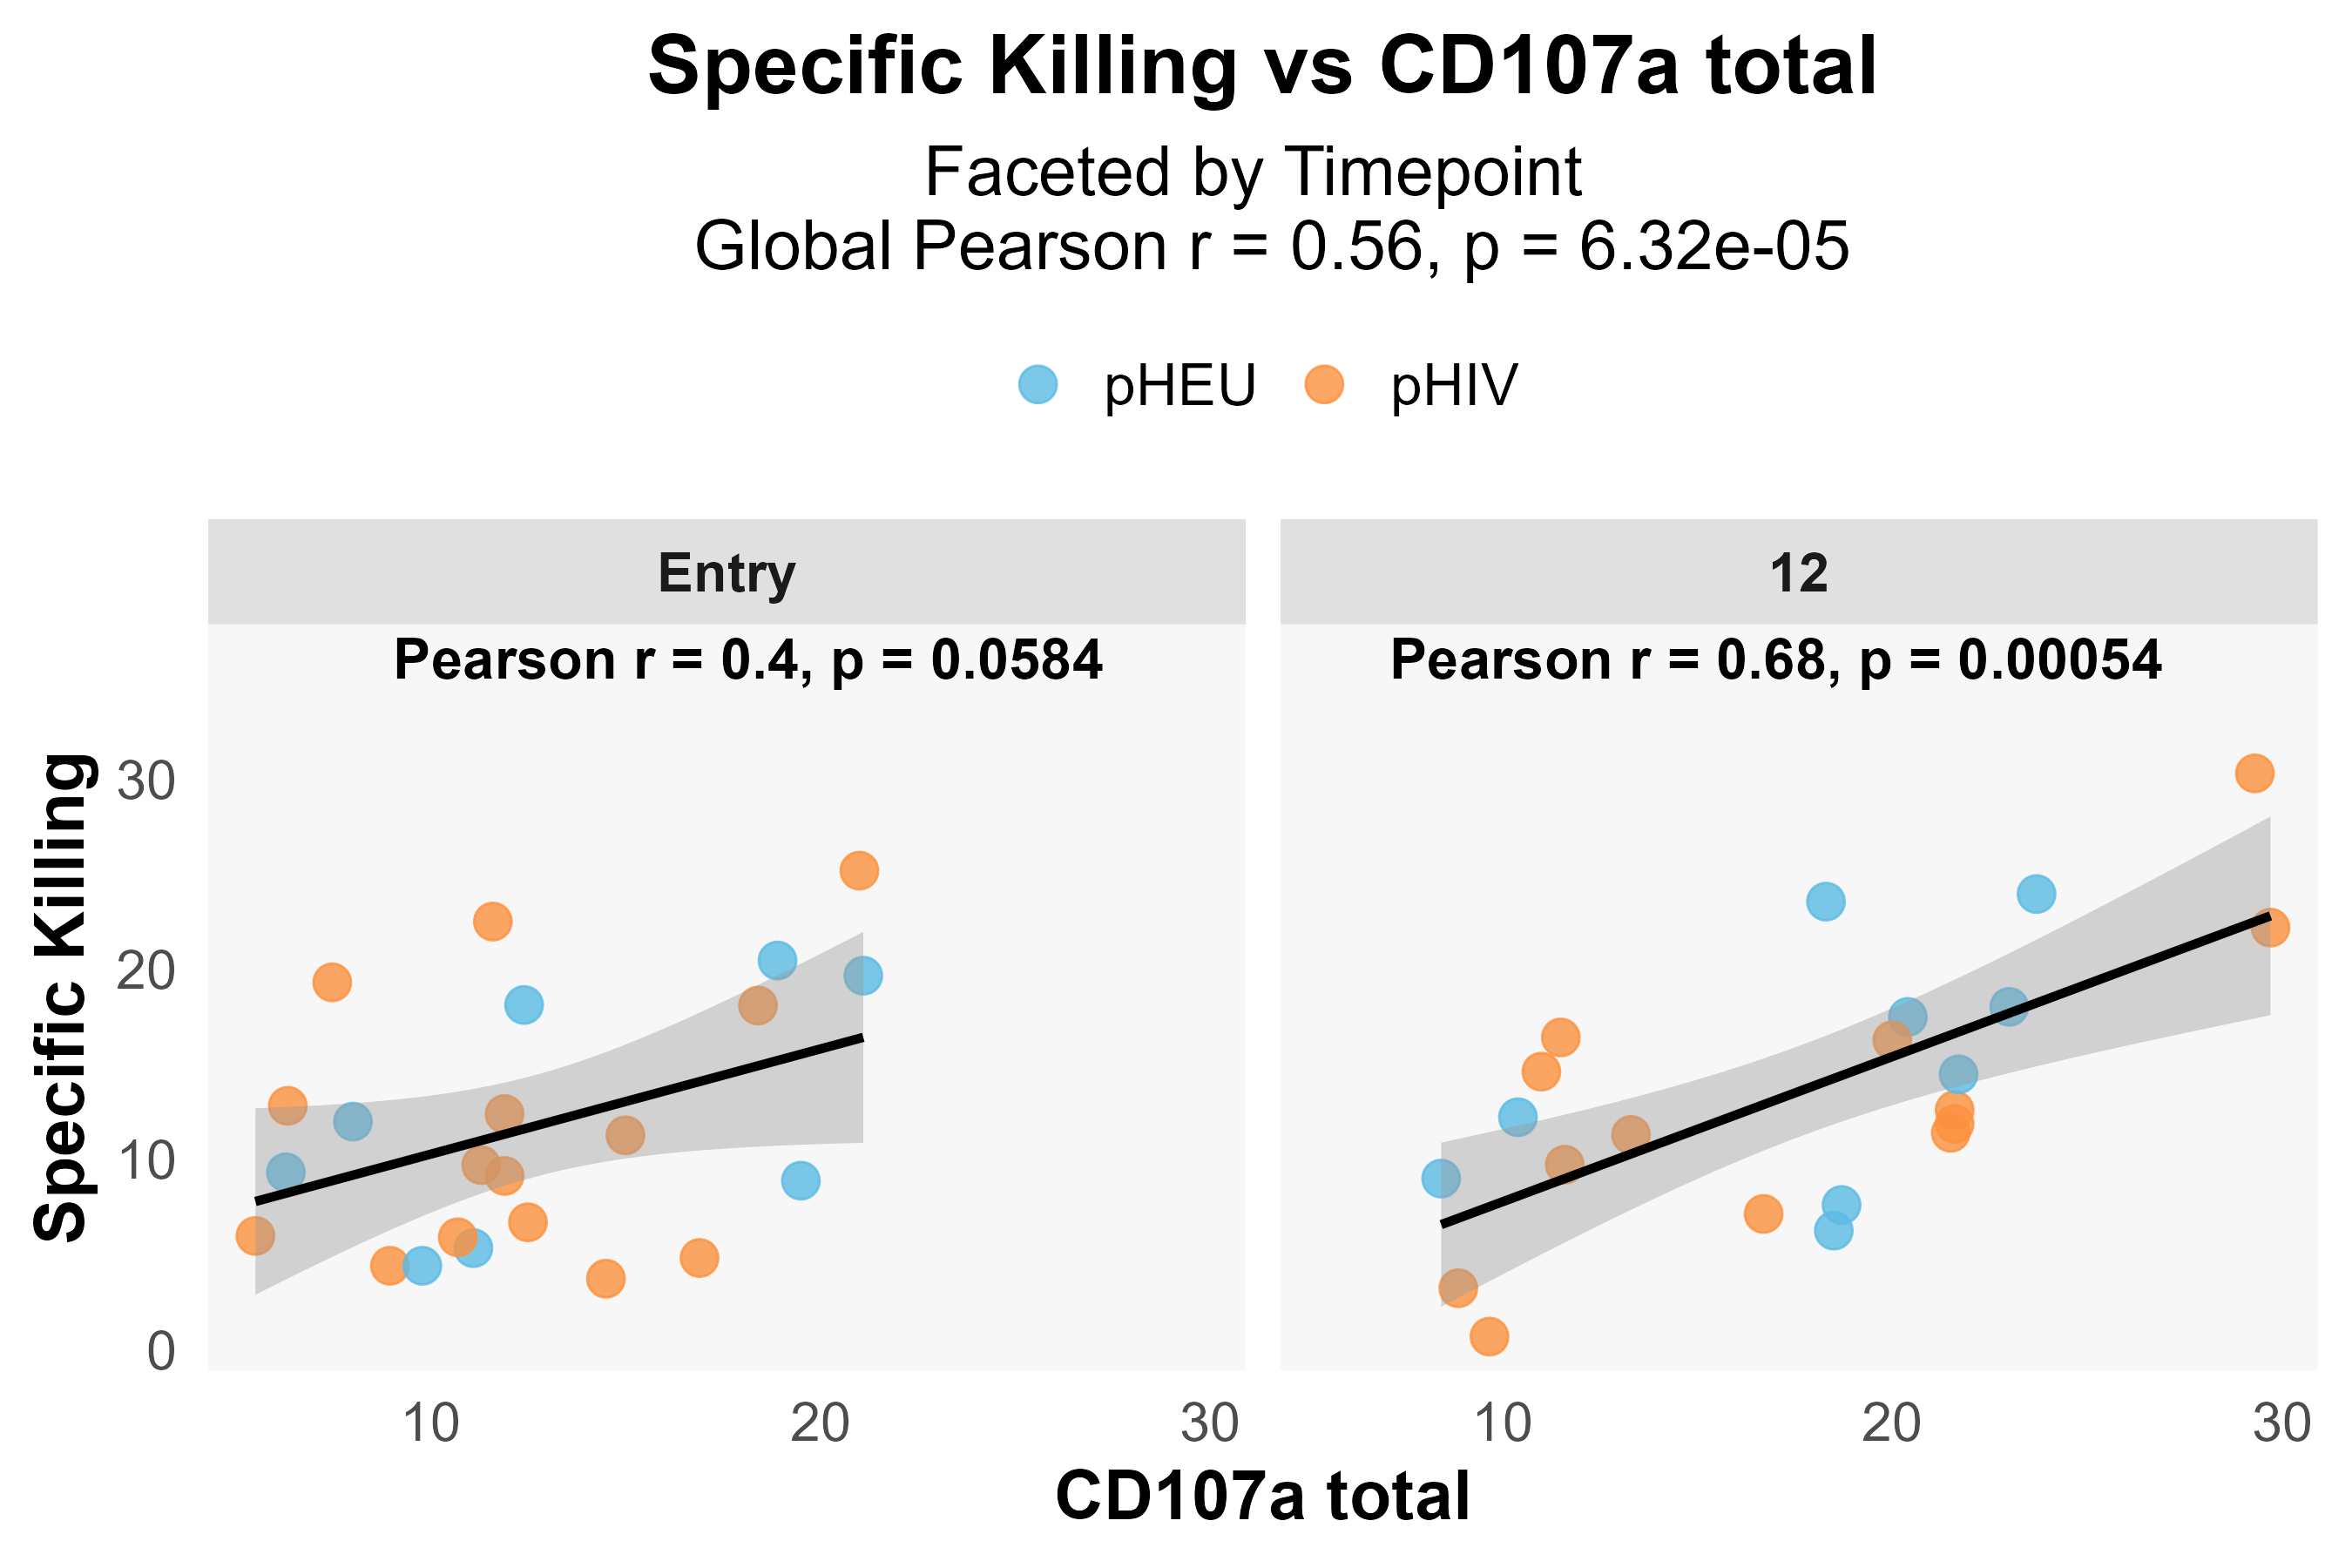 Specific Killing vs CD107a total
Faceted by Timepoint
Global Pearson r = 0.56, p = 6.32e-05
pHEU pHIV
Entry 12
Pearson r = 0.4, p = 0.0584 Pearson r = 0.68, p = 0.00054
Specific Killing
30
20
10
0
10 20 30 10 20 30
CD107a total